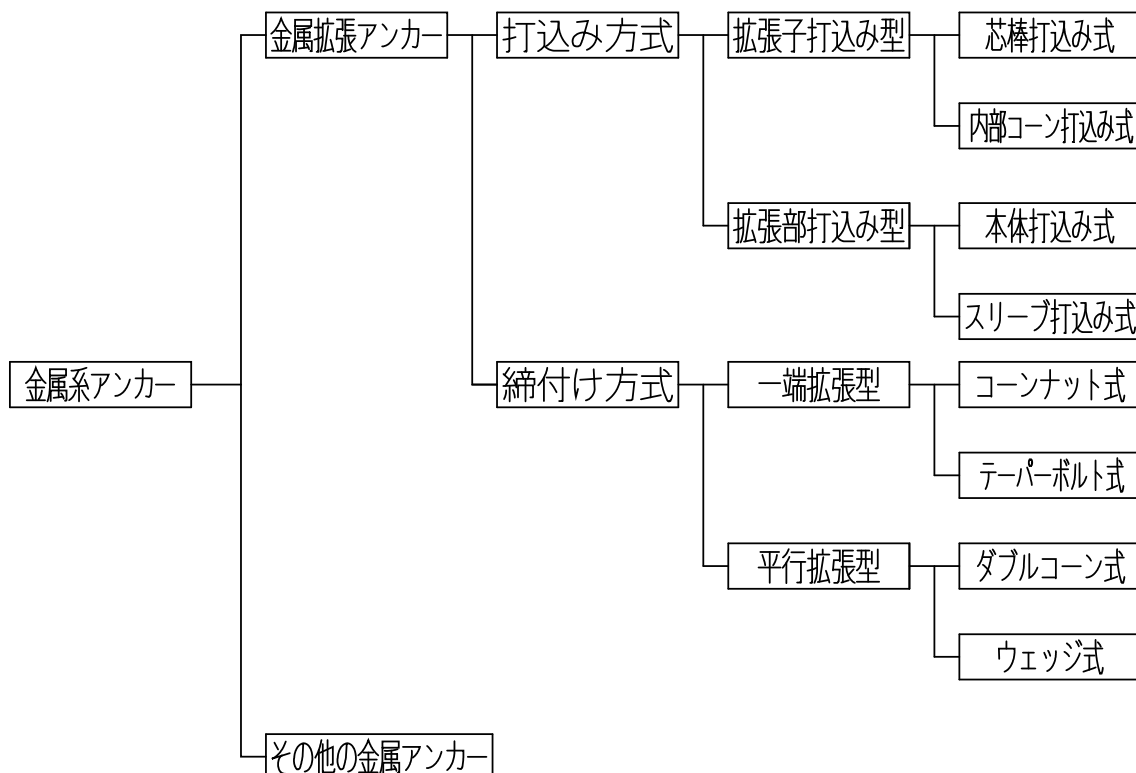 金属拡張アンカー
打込み方式
拡張子打込み型
芯棒打込み式
内部コーン打込み式
拡張部打込み型
本体打込み式
スリーブ打込み式
金属系アンカー
締付け方式
一端拡張型
コーンナット式
テーパーボルト式
平行拡張型
ダブルコーン式
ウェッジ式
その他の金属アンカー